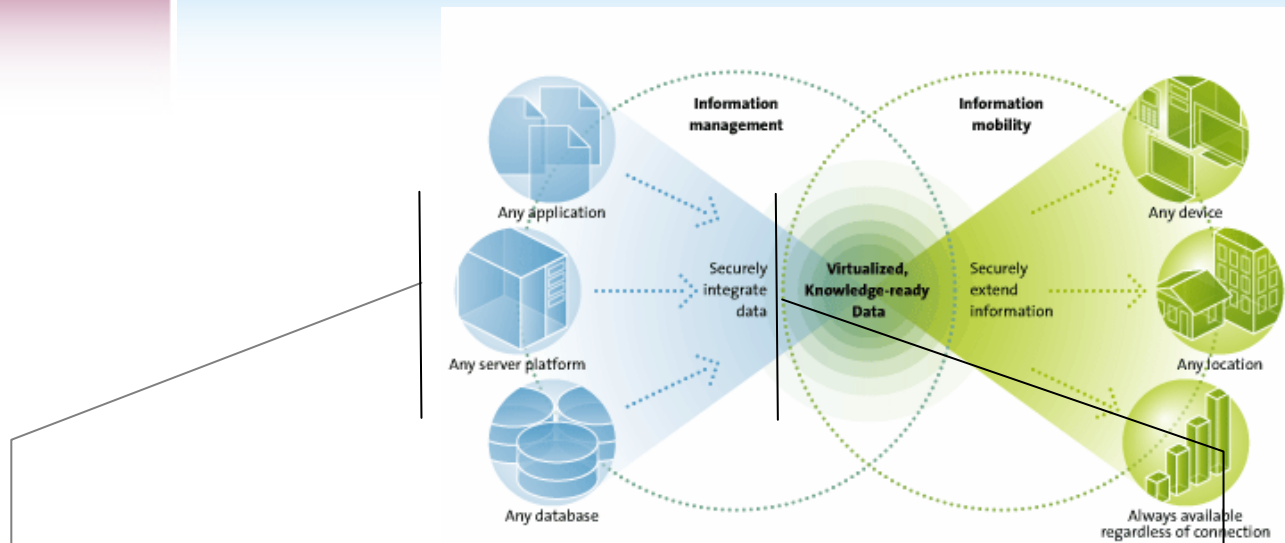 Information
management
Information
mobility
Any application
Any device
Securely
integrate
data
Virtualized,
Knowledge-ready
Data
Securely
extend
information
Any server platform
Any location
Any database
Always available
regardless of connection